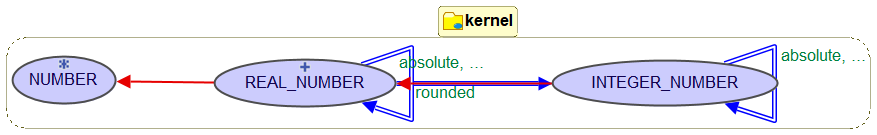 kernel
*
NUMBER
+
REAL_NUMBER
absolute, ...
rounded
INTEGER_NUMBER
absolute, ...